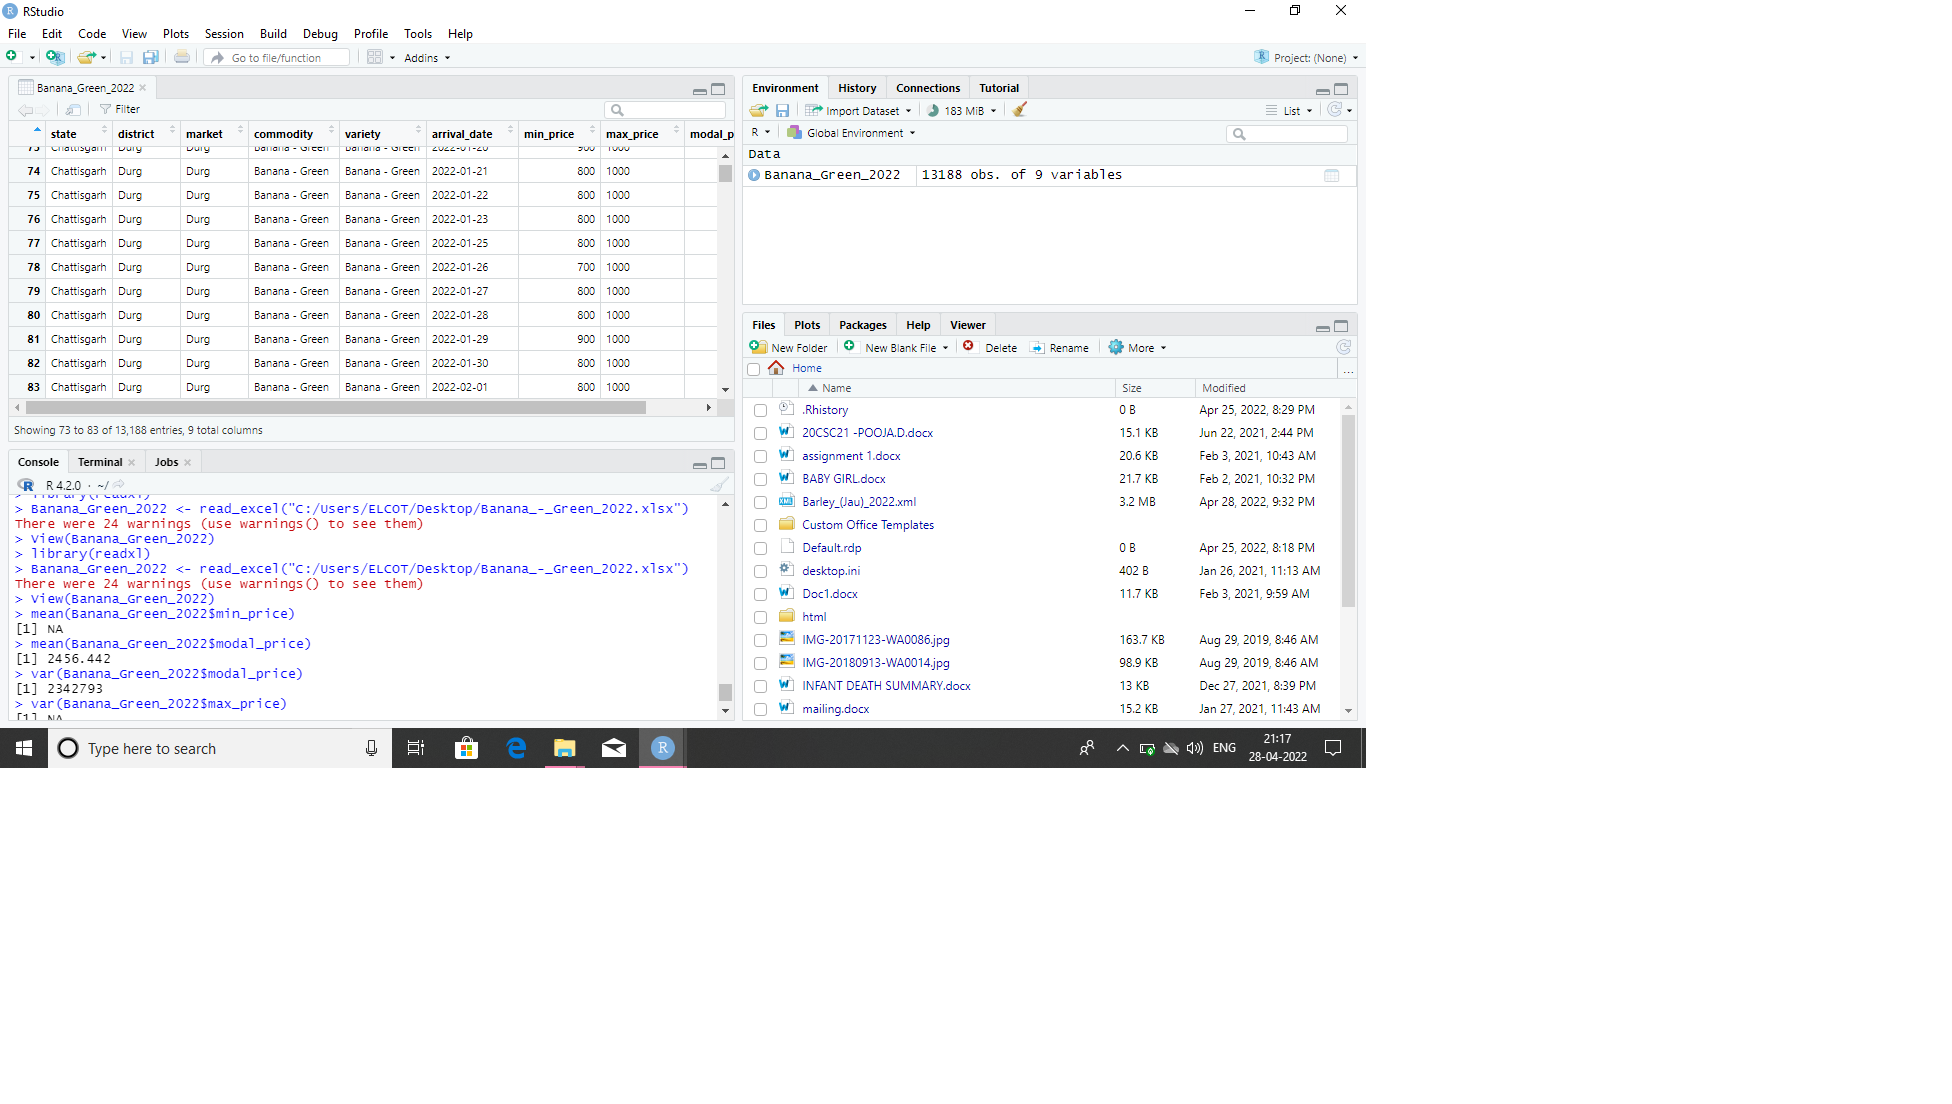 RStudio
File Edit Code View Plots Session Build Debug Profile Tools Help
Go to file/function Addins Project: (None)
Banana_Green_2022
Filter
state district market commodity variety arrival_date min_price max_price modal_p
73 Chattisgarh Durg Durg Banana - Green Banana - Green 2022-01-20 900 1000
74 Chattisgarh Durg Durg Banana - Green Banana - Green 2022-01-21 800 1000
75 Chattisgarh Durg Durg Banana - Green Banana - Green 2022-01-22 800 1000
76 Chattisgarh Durg Durg Banana - Green Banana - Green 2022-01-23 800 1000
77 Chattisgarh Durg Durg Banana - Green Banana - Green 2022-01-25 800 1000
78 Chattisgarh Durg Durg Banana - Green Banana - Green 2022-01-26 700 1000
79 Chattisgarh Durg Durg Banana - Green Banana - Green 2022-01-27 800 1000
80 Chattisgarh Durg Durg Banana - Green Banana - Green 2022-01-28 800 1000
81 Chattisgarh Durg Durg Banana - Green Banana - Green 2022-01-29 900 1000
82 Chattisgarh Durg Durg Banana - Green Banana - Green 2022-01-30 800 1000
83 Chattisgarh Durg Durg Banana - Green Banana - Green 2022-02-01 800 1000
Showing 73 to 83 of 13,188 entries, 9 total columns
Console Terminal Jobs
R R 4.2.0 · ~/
> library(readxl)
> Banana_Green_2022 <- read_excel("C:/Users/ELCOT/Desktop/Banana_-_Green_2022.xlsx")
There were 24 warnings (use warnings() to see them)
> View(Banana_Green_2022)
> library(readxl)
> Banana_Green_2022 <- read_excel("C:/Users/ELCOT/Desktop/Banana_-_Green_2022.xlsx")
There were 24 warnings (use warnings() to see them)
> View(Banana_Green_2022)
> mean(Banana_Green_2022$min_price)
[1] NA
> mean(Banana_Green_2022$modal_price)
[1] 2456.442
> var(Banana_Green_2022$modal_price)
[1] 2342793
> var(Banana_Green_2022$max_price)
[1] NA
Environment History Connections Tutorial
Import Dataset 183 MiB List
R Global Environment
Data
Banana_Green_2022 13188 obs. of 9 variables
Files Plots Packages Help Viewer
New Folder New Blank File Delete Rename More
Home ...
Name Size Modified
.Rhistory 0 B Apr 25, 2022, 8:29 PM
20CSC21 -POOJA.D.docx 15.1 KB Jun 22, 2021, 2:44 PM
assignment 1.docx 20.6 KB Feb 3, 2021, 10:43 AM
BABY GIRL.docx 21.7 KB Feb 2, 2021, 10:32 PM
Barley_(Jau)_2022.xml 3.2 MB Apr 28, 2022, 9:32 PM
Custom Office Templates
Default.rdp 0 B Apr 25, 2022, 8:18 PM
desktop.ini 402 B Jan 26, 2021, 11:13 AM
Doc1.docx 11.7 KB Feb 3, 2021, 9:59 AM
html
IMG-20171123-WA0086.jpg 163.7 KB Aug 29, 2019, 8:46 AM
IMG-20180913-WA0014.jpg 98.9 KB Aug 29, 2019, 8:46 AM
INFANT DEATH SUMMARY.docx 13 KB Dec 27, 2021, 8:39 PM
mailing.docx 15.2 KB Jan 27, 2021, 11:43 AM
Type here to search
ENG 21:17
28-04-2022